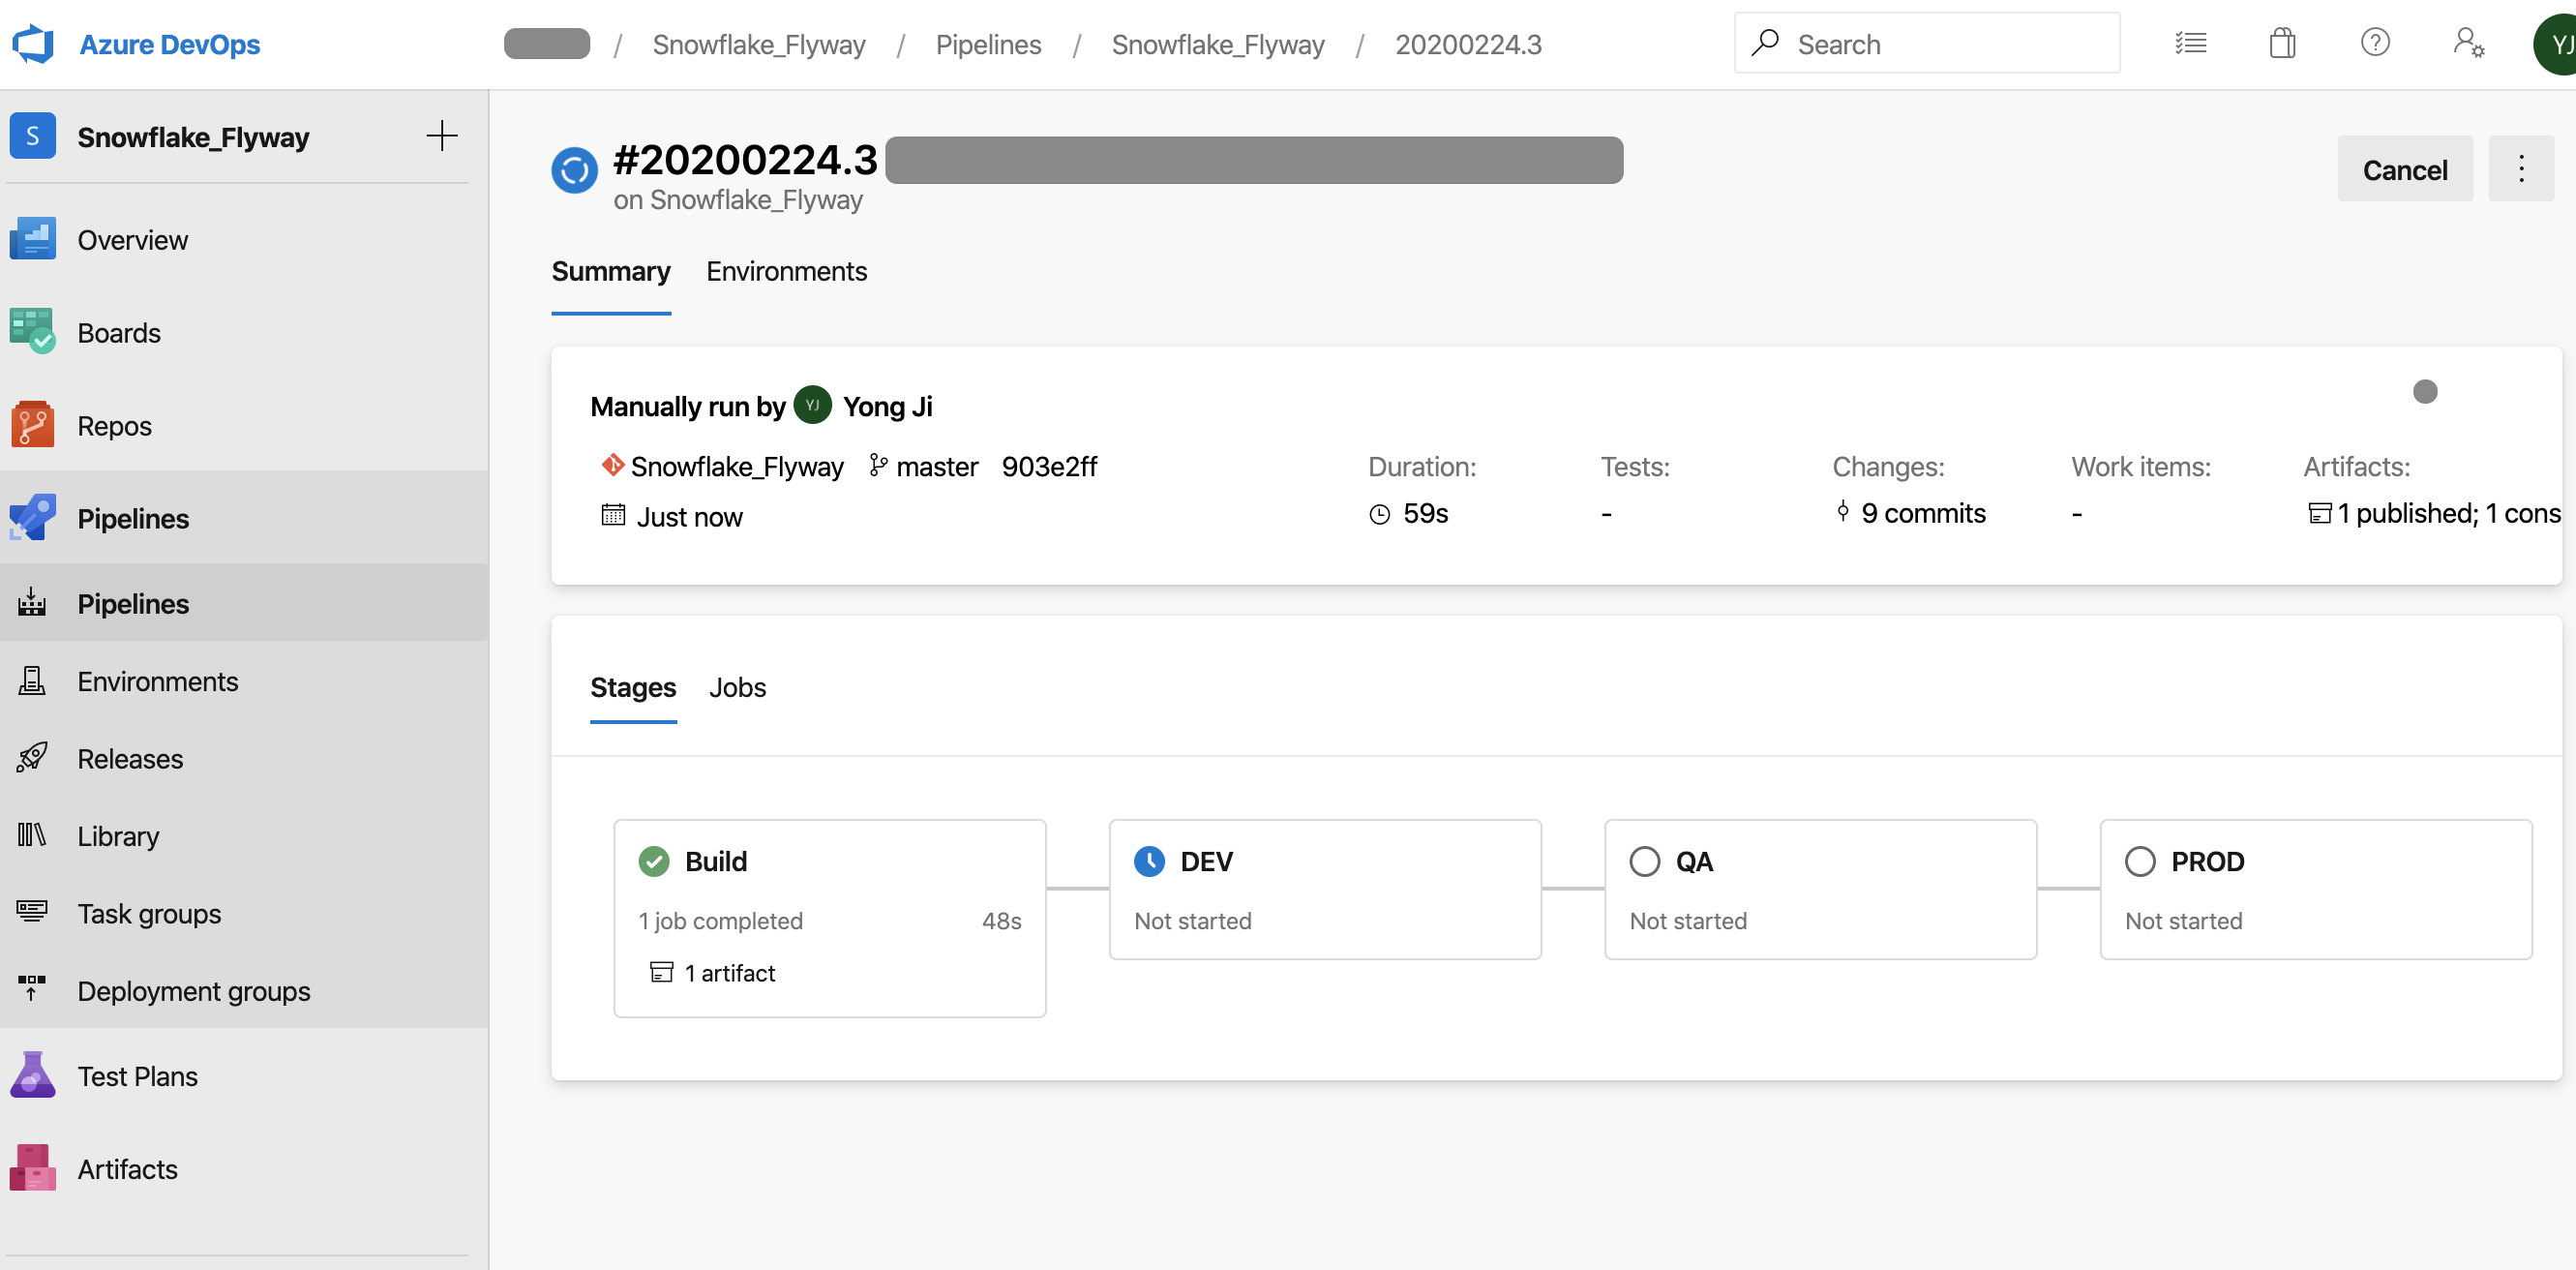 Azure DevOps
/ Snowflake_Flyway / Pipelines / Snowflake_Flyway / 20200224.3
Search
YJ
S Snowflake_Flyway
Overview
Boards
Repos
Pipelines
Pipelines
Environments
Releases
Library
Task groups
Deployment groups
Test Plans
Artifacts
#20200224.3
on Snowflake_Flyway
Cancel
Summary Environments
Manually run by YJ Yong Ji
Snowflake_Flyway master 903e2ff
Just now
Duration:
59s
Tests:
-
Changes:
9 commits
Work items:
-
Artifacts:
1 published; 1 cons
Stages Jobs
Build
1 job completed 48s
1 artifact
DEV
Not started
QA
Not started
PROD
Not started